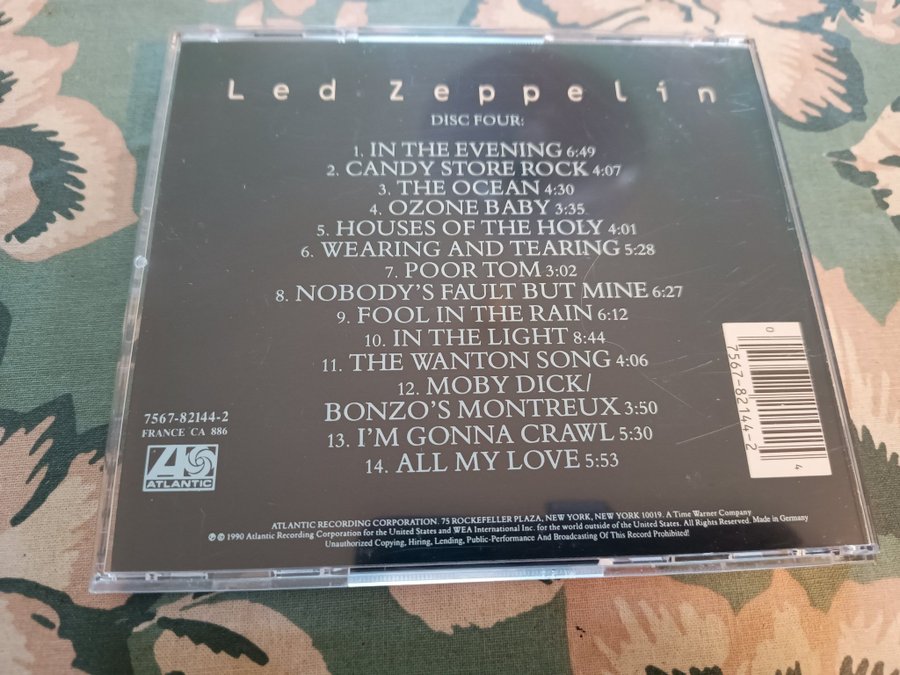 Led Zeppelin
DISC FOUR:
1. IN THE EVENING 6:49
2. CANDY STORE ROCK 4:07
3. THE OCEAN 4:30
4. OZONE BABY 3:35
5. HOUSES OF THE HOLY 4:01
6. WEARING AND TEARING 5:28
7. POOR TOM 3:02
8. NOBODY'S FAULT BUT MINE 6:27
9. FOOL IN THE RAIN 6:12
10. IN THE LIGHT 8:44
11. THE WANTON SONG 4:06
12. MOBY DICK/
BONZO'S MONTREUX 3:50
13. I'M GONNA CRAWL 5:30
14. ALL MY LOVE 5:53
7567-82144-2
FRANCE CA 886
ATLANTIC
0
7567-82144-2
4
ATLANTIC RECORDING CORPORATION. 75 ROCKEFELLER PLAZA, NEW YORK, NEW YORK 10019. A Time Warner Company
℗ © 1990 Atlantic Recording Corporation for the United States and WEA International Inc. for the world outside of the United States. All Rights Reserved. Made in Germany
Unauthorized Copying, Hiring, Lending, Public-Performance And Broadcasting Of This Record Prohibited!